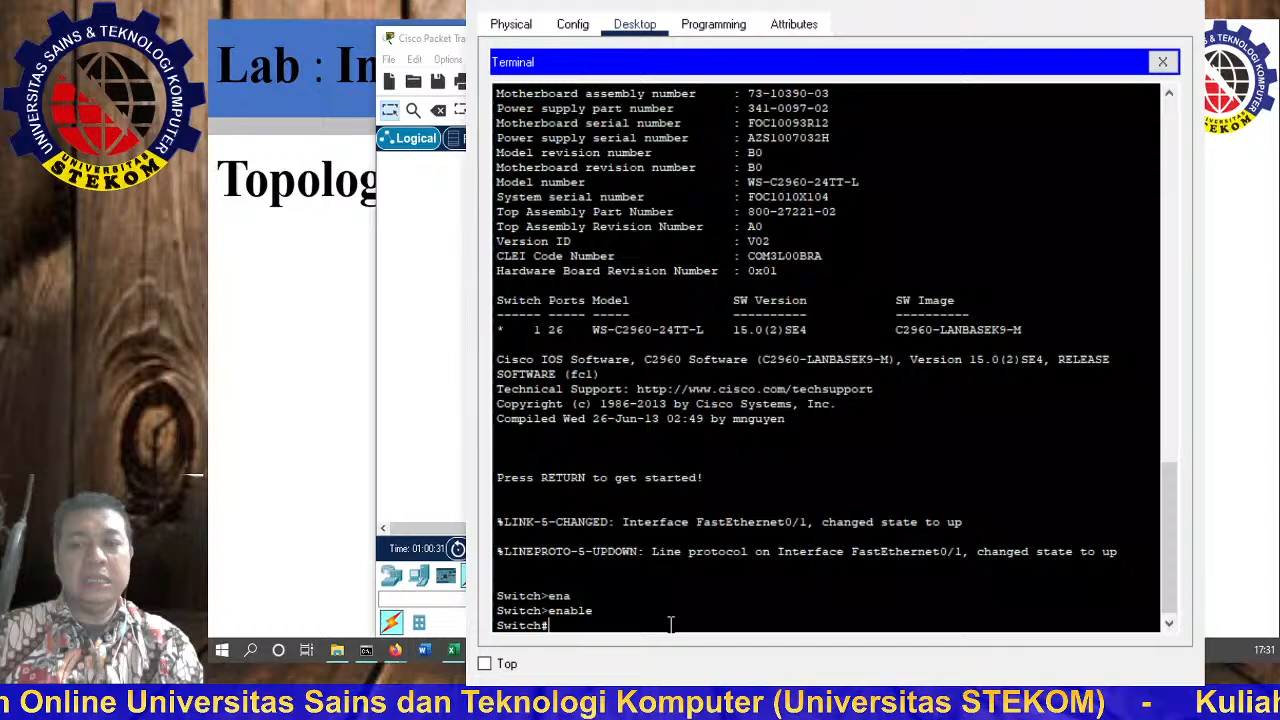 UNIVERSITAS SAINS & TEKNOLOGI KOMPUTER
UNIVERSITAS
STEKOM
Lab : In
Topolog
Cisco Packet Tra
File Edit Options
Logical
Time: 01:00:31
Physical Config Desktop Programming Attributes
Terminal X
Motherboard assembly number : 73-10390-03
Power supply part number : 341-0097-02
Motherboard serial number : FOC10093R12
Power supply serial number : AZS1007032H
Model revision number : B0
Motherboard revision number : B0
Model number : WS-C2960-24TT-L
System serial number : FOC1010X104
Top Assembly Part Number : 800-27221-02
Top Assembly Revision Number : A0
Version ID : V02
CLEI Code Number : COM3L00BRA
Hardware Board Revision Number : 0x01
Switch Ports Model SW Version SW Image
------ ----- ----- ---------- ----------
* 1 26 WS-C2960-24TT-L 15.0(2)SE4 C2960-LANBASEK9-M
Cisco IOS Software, C2960 Software (C2960-LANBASEK9-M), Version 15.0(2)SE4, RELEASE
SOFTWARE (fc1)
Technical Support: http://www.cisco.com/techsupport
Copyright (c) 1986-2013 by Cisco Systems, Inc.
Compiled Wed 26-Jun-13 02:49 by mnguyen
Press RETURN to get started!
%LINK-5-CHANGED: Interface FastEthernet0/1, changed state to up
%LINEPROTO-5-UPDOWN: Line protocol on Interface FastEthernet0/1, changed state to up
Switch>ena
Switch>enable
Switch#
Top
17:31
n Online Universitas Sains dan Teknologi Komputer (Universitas STEKOM) - Kuliah